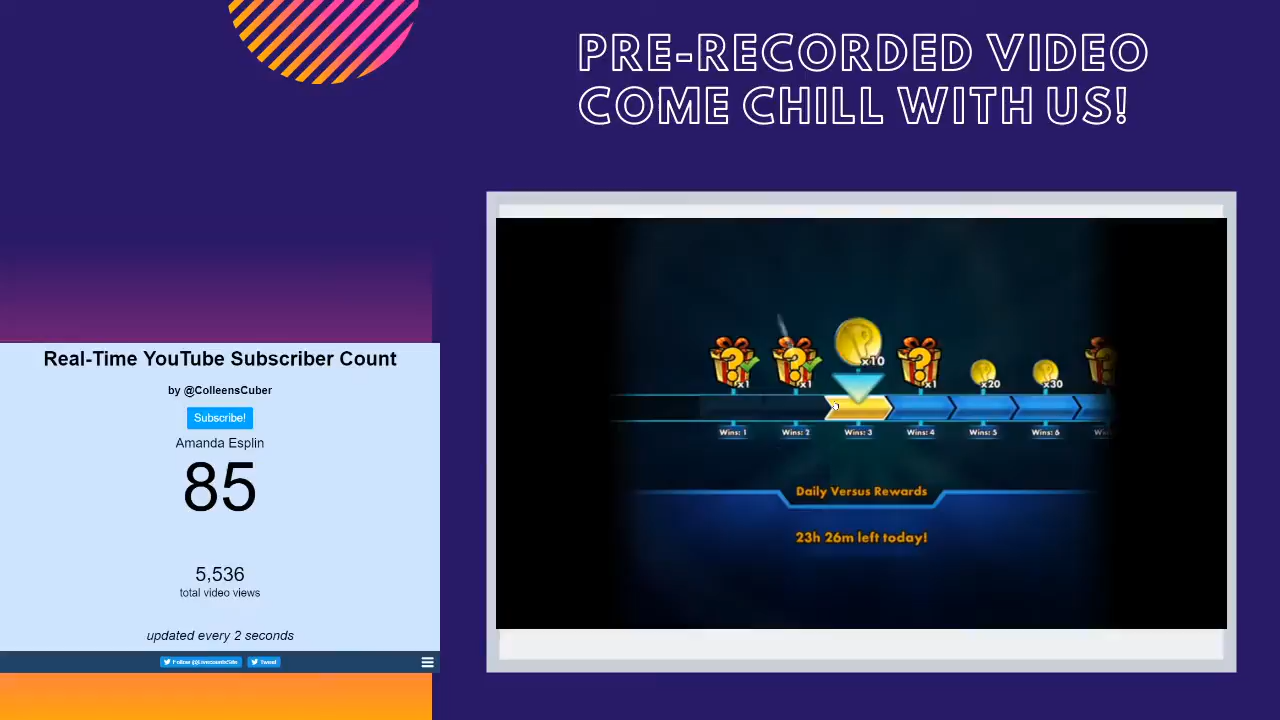 PRE-RECORDED VIDEO
COME CHILL WITH US!
Real-Time YouTube Subscriber Count
by @ColleensCuber
Subscribe!
Amanda Esplin
85
5,536
total video views
updated every 2 seconds
Follow @LivecountsSite
Tweet
x1
x1
x10
x1
x20
x30
Wins: 1
Wins: 2
Wins: 3
Wins: 4
Wins: 5
Wins: 6
Daily Versus Rewards
23h 26m left today!